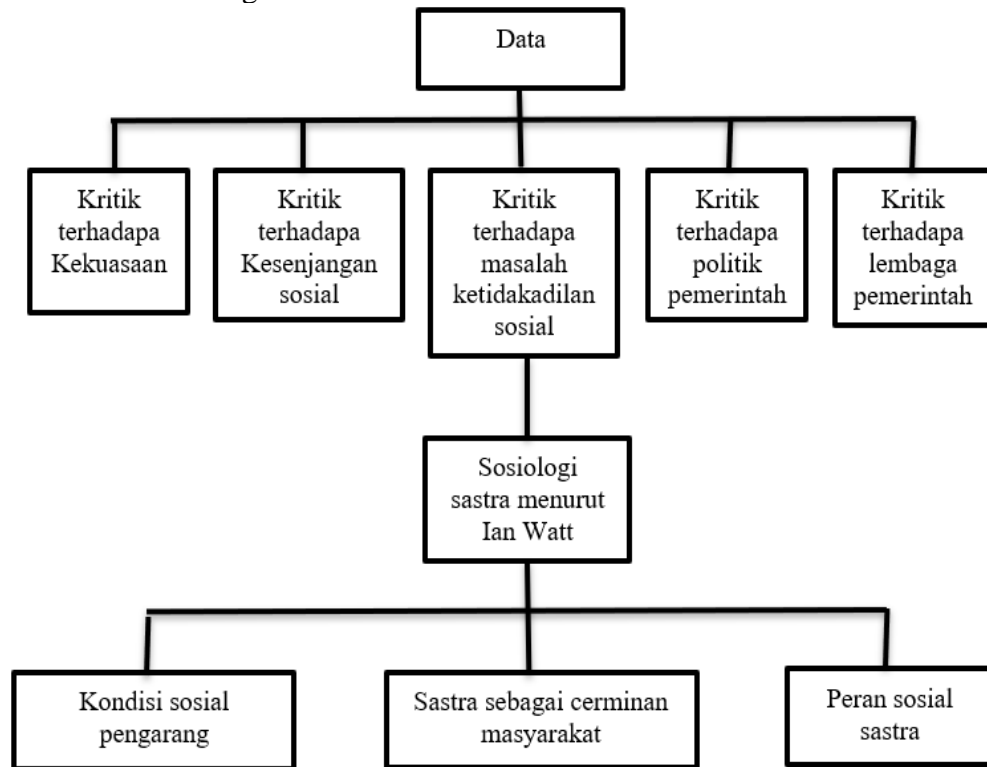 Data
Kritik
terhadapa
Kekuasaan
Kritik
terhadapa
Kesenjangan
sosial
Kritik
terhadapa
masalah
ketidakadilan
sosial
Kritik
terhadapa
politik
pemerintah
Kritik
terhadapa
lembaga
pemerintah
Sosiologi
sastra menurut
Ian Watt
Kondisi sosial
pengarang
Sastra sebagai cerminan
masyarakat
Peran sosial
sastra